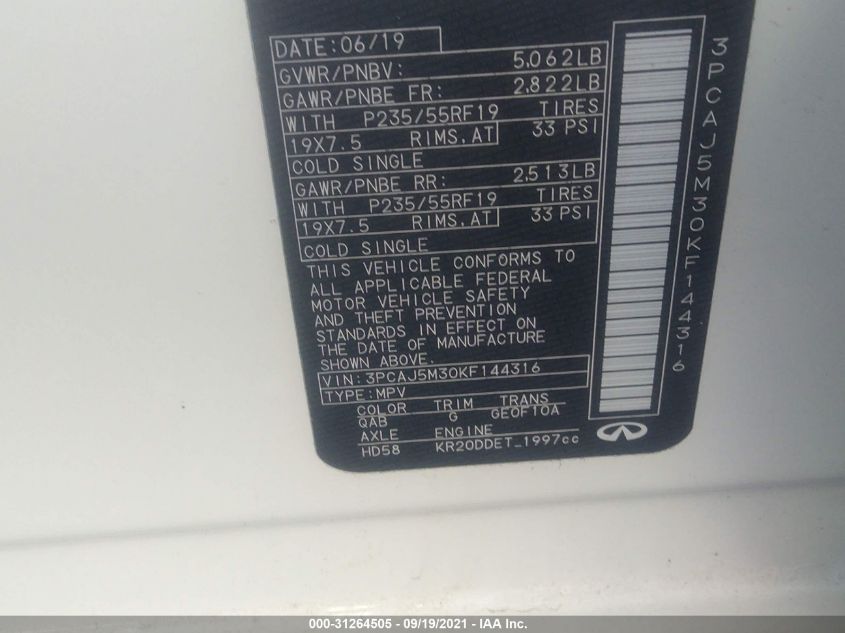 DATE:06/19
GVWR/PNBV: 5,062LB
GAWR/PNBE FR: 2,822LB
WITH P235/55RF19 TIRES
19X7.5 RIMS,AT 33 PSI
COLD SINGLE
GAWR/PNBE RR: 2,513LB
WITH P235/55RF19 TIRES
19X7.5 RIMS,AT 33 PSI
COLD SINGLE
THIS VEHICLE CONFORMS TO
ALL APPLICABLE FEDERAL
MOTOR VEHICLE SAFETY
AND THEFT PREVENTION
STANDARDS IN EFFECT ON
THE DATE OF MANUFACTURE
SHOWN ABOVE.
VIN:3PCAJ5M30KF144316
TYPE:MPV
COLOR TRIM TRANS
QAB G GE0F10A
AXLE ENGINE
HD58 KR20DDET_1997cc
3PCAJ5M30KF144316
000-31264505 - 09/19/2021 - IAA Inc.